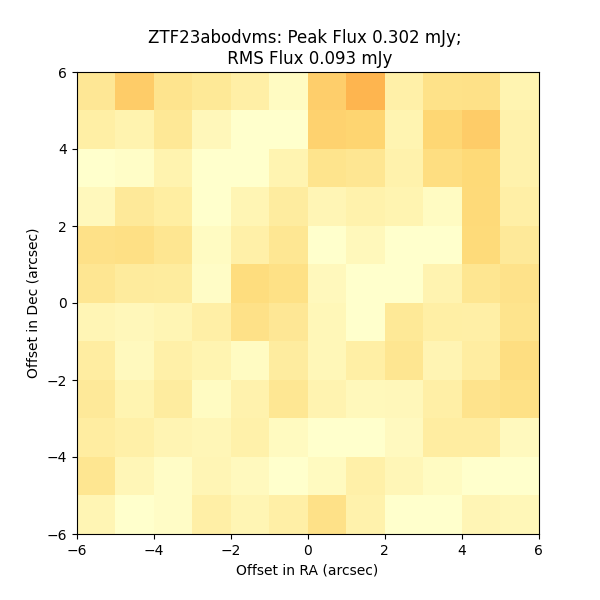 ZTF23abodvms: Peak Flux 0.302 mJy;
RMS Flux 0.093 mJy
6
4
2
0
−2
−4
−6
Offset in Dec (arcsec)
−6 −4 −2 0 2 4 6
Offset in RA (arcsec)